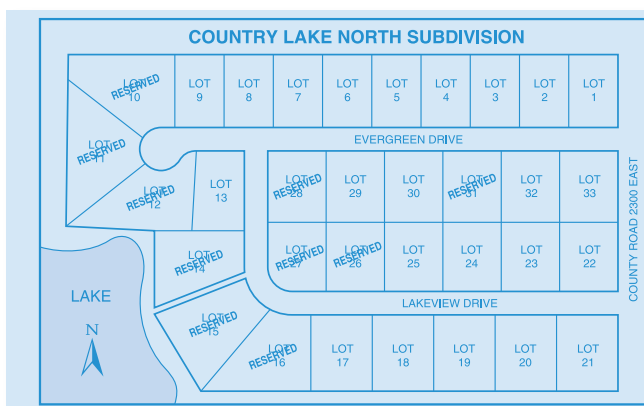 COUNTRY LAKE NORTH SUBDIVISION
LOT
10
RESERVED
LOT
9
LOT
8
LOT
7
LOT
6
LOT
5
LOT
4
LOT
3
LOT
2
LOT
1
EVERGREEN DRIVE
LOT
11
RESERVED
LOT
12
RESERVED
LOT
13
LOT
28
RESERVED
LOT
29
LOT
30
LOT
31
RESERVED
LOT
32
LOT
33
COUNTY ROAD 2300 EAST
LOT
14
RESERVED
LOT
27
RESERVED
LOT
26
RESERVED
LOT
25
LOT
24
LOT
23
LOT
22
LAKE
N
LAKEVIEW DRIVE
LOT
15
RESERVED
LOT
16
RESERVED
LOT
17
LOT
18
LOT
19
LOT
20
LOT
21